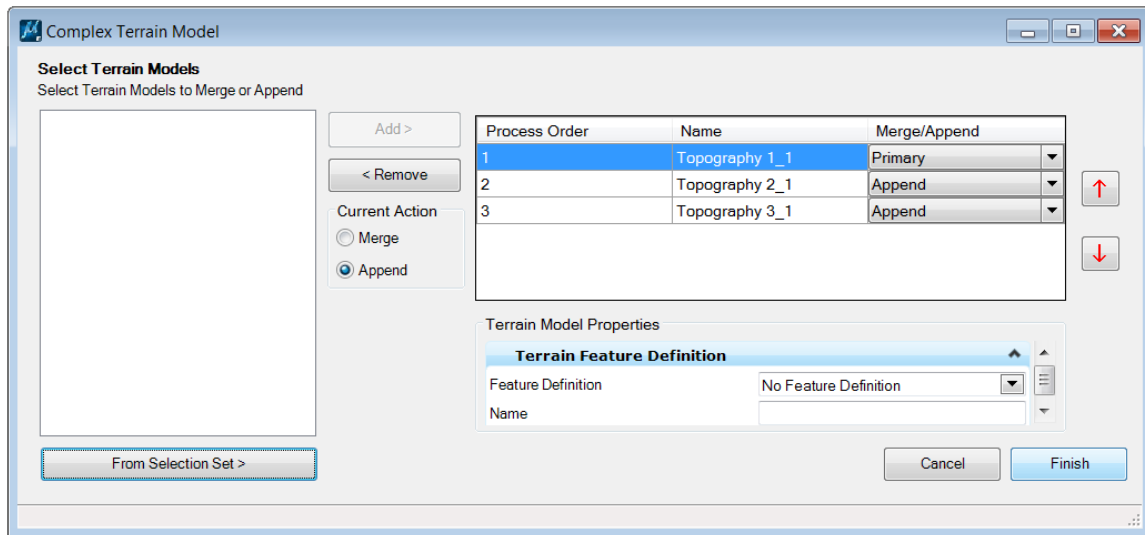 Complex Terrain Model
Select Terrain Models
Select Terrain Models to Merge or Append
Add >
< Remove
Current Action
Merge
Append
Process Order Name Merge/Append
1 Topography 1_1 Primary
2 Topography 2_1 Append
3 Topography 3_1 Append
Terrain Model Properties
Terrain Feature Definition
Feature Definition No Feature Definition
Name
From Selection Set >
Cancel Finish